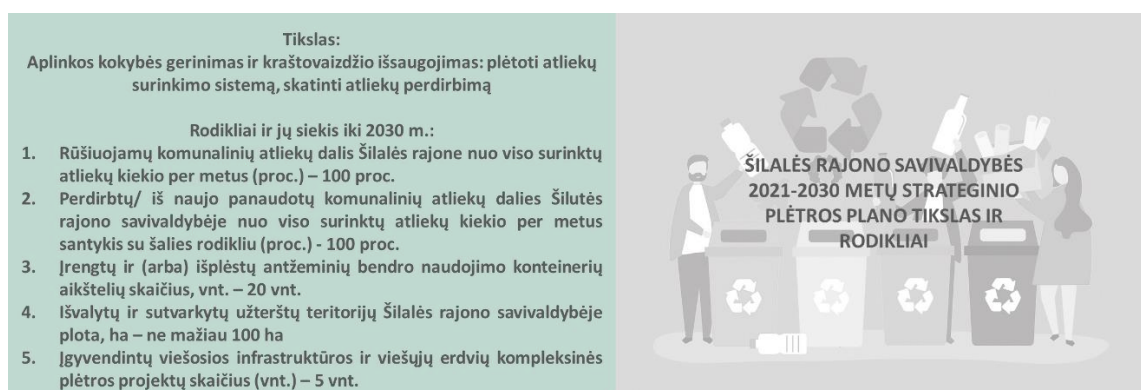 Tikslas:
Aplinkos kokybės gerinimas ir kraštovaizdžio išsaugojimas: plėtoti atliekų
surinkimo sistemą, skatinti atliekų perdirbimą
Rodikliai ir jų siekis iki 2030 m.:
1. Rūšiuojamų komunalinių atliekų dalis Šilalės rajone nuo viso surinktų
atliekų kiekio per metus (proc.) – 100 proc.
2. Perdirbtų/ iš naujo panaudotų komunalinių atliekų dalies Šilutės
rajono savivaldybėje nuo viso surinktų atliekų kiekio per metus
santykis su šalies rodikliu (proc.) - 100 proc.
3. Įrengtų ir (arba) išplėstų antžeminių bendro naudojimo konteinerių
aikštelių skaičius, vnt. – 20 vnt.
4. Išvalytų ir sutvarkytų užterštų teritorijų Šilalės rajono savivaldybėje
plota, ha – ne mažiau 100 ha
5. Įgyvendintų viešosios infrastruktūros ir viešųjų erdvių kompleksinės
plėtros projektų skaičius (vnt.) – 5 vnt.
ŠILALĖS RAJONO SAVIVALDYBĖS
2021-2030 METŲ STRATEGINIO
PLĖTROS PLANO TIKSLAS IR
RODIKLIAI